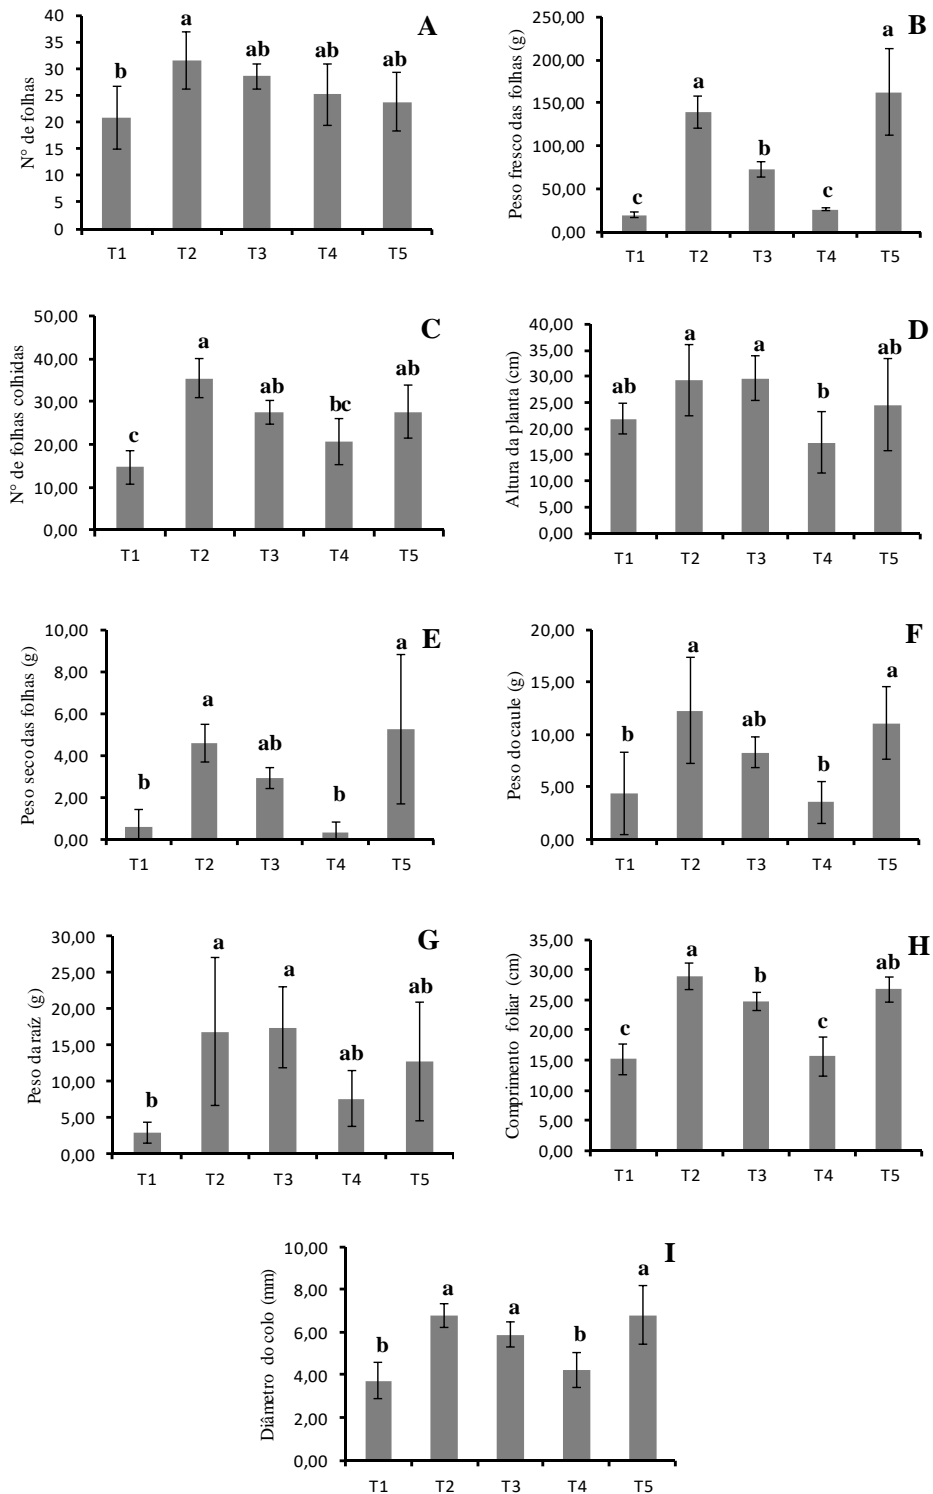 A
N° de folhas
40
35
30
25
20
15
10
5
0
b
a
ab
ab
ab
T1 T2 T3 T4 T5
B
Peso fresco das folhas (g)
250,00
200,00
150,00
100,00
50,00
0,00
c
a
b
c
a
T1 T2 T3 T4 T5
C
N° de folhas colhidas
50,00
40,00
30,00
20,00
10,00
0,00
c
a
ab
bc
ab
T1 T2 T3 T4 T5
D
Altura da planta (cm)
40,00
35,00
30,00
25,00
20,00
15,00
10,00
5,00
0,00
ab
a
a
b
ab
T1 T2 T3 T4 T5
E
Peso seco das folhas (g)
10,00
8,00
6,00
4,00
2,00
0,00
b
a
ab
b
a
T1 T2 T3 T4 T5
F
Peso do caule (g)
20,00
15,00
10,00
5,00
0,00
b
a
ab
b
a
T1 T2 T3 T4 T5
G
Peso da raíz (g)
30,00
25,00
20,00
15,00
10,00
5,00
0,00
b
a
a
ab
ab
T1 T2 T3 T4 T5
H
Comprimento foliar (cm)
35,00
30,00
25,00
20,00
15,00
10,00
5,00
0,00
c
a
b
c
ab
T1 T2 T3 T4 T5
I
Diâmetro do colo (mm)
10,00
8,00
6,00
4,00
2,00
0,00
b
a
a
b
a
T1 T2 T3 T4 T5